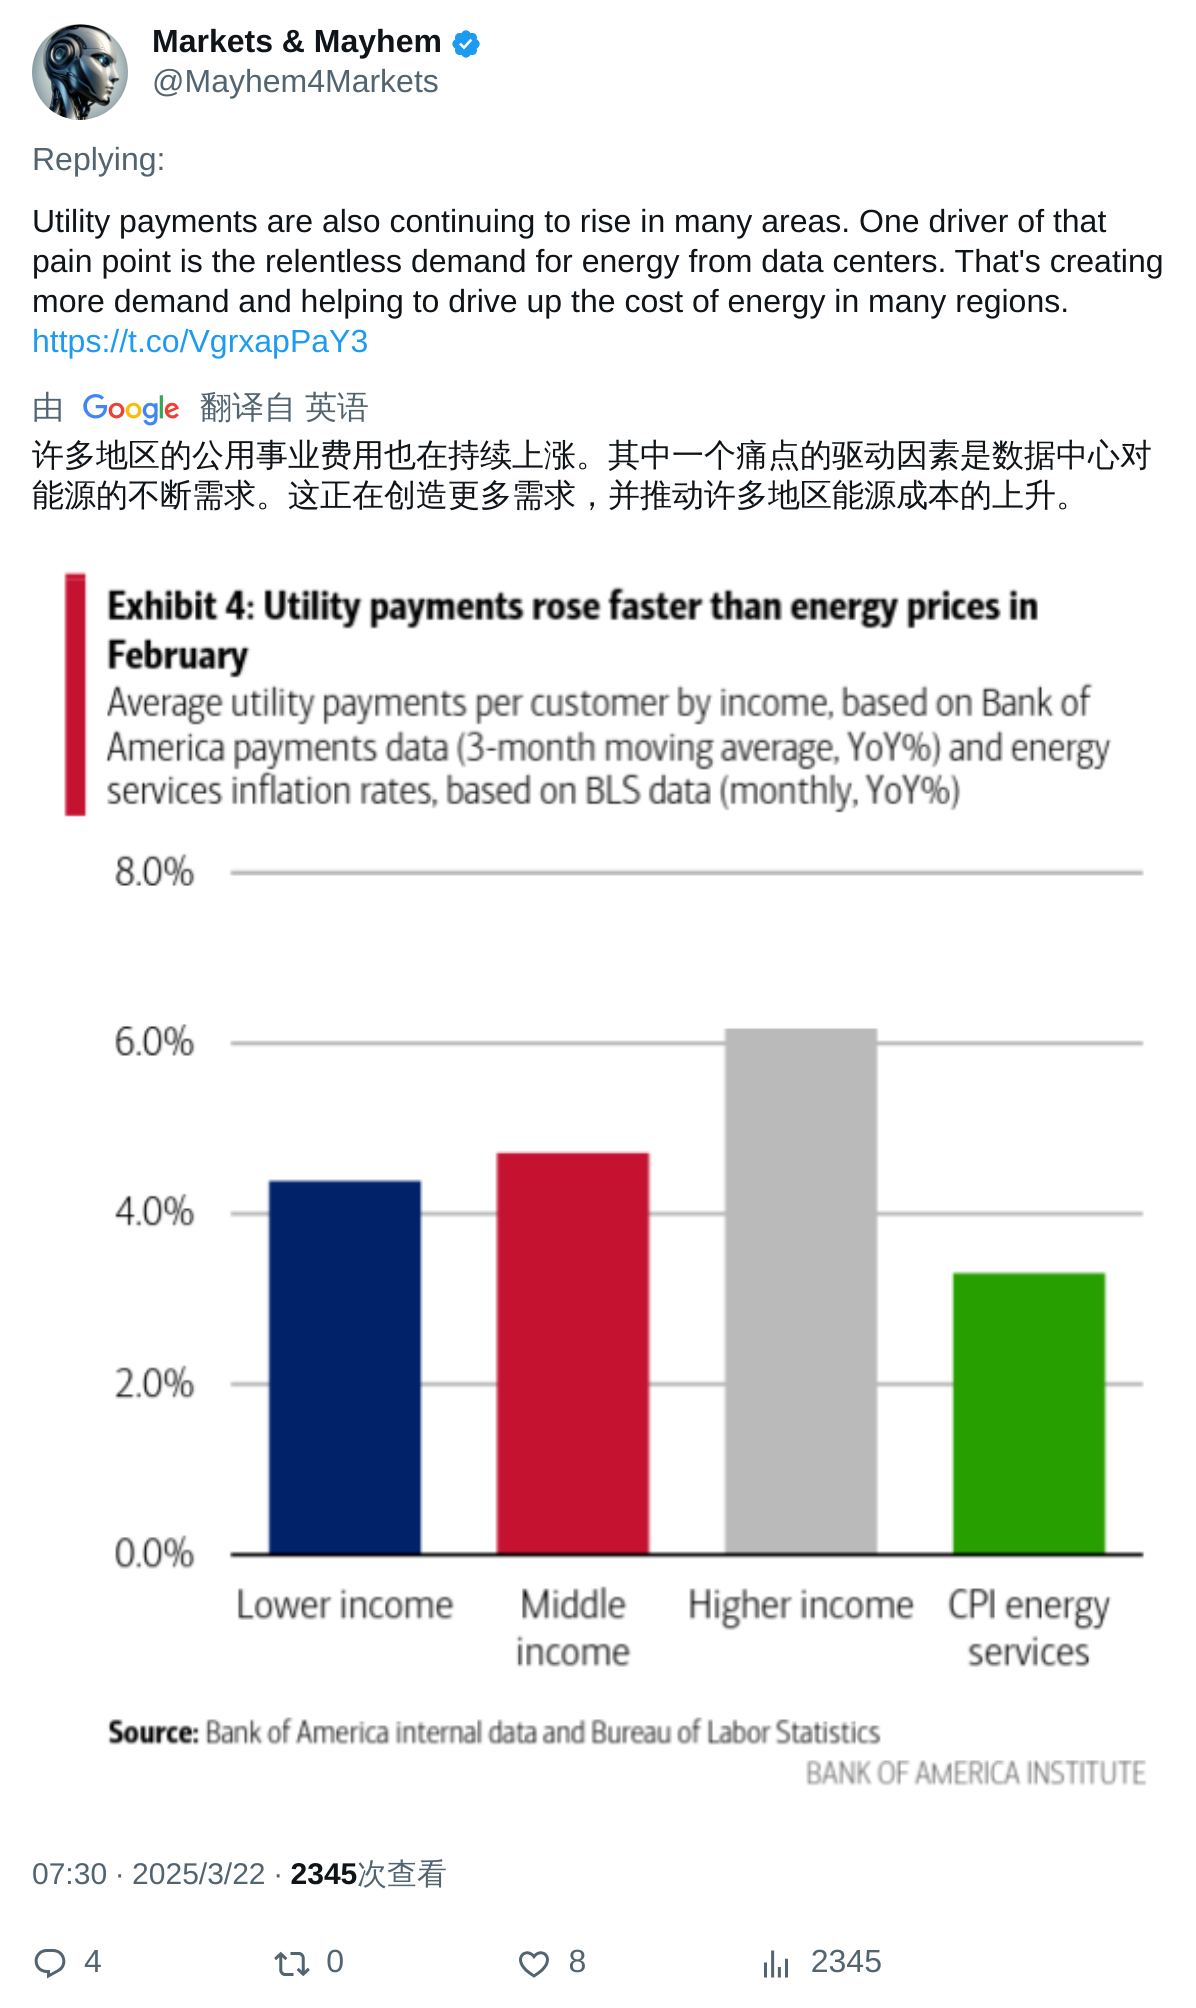 Markets & Mayhem
@Mayhem4Markets
Replying:
Utility payments are also continuing to rise in many areas. One driver of that
pain point is the relentless demand for energy from data centers. That's creating
more demand and helping to drive up the cost of energy in many regions.
https://t.co/VgrxapPaY3
由 Google 翻译自 英语
许多地区的公用事业费用也在持续上涨。其中一个痛点的驱动因素是数据中心对
能源的不断需求。这正在创造更多需求，并推动许多地区能源成本的上升。
Exhibit 4: Utility payments rose faster than energy prices in
February
Average utility payments per customer by income, based on Bank of
America payments data (3-month moving average, YoY%) and energy
services inflation rates, based on BLS data (monthly, YoY%)
8.0%
6.0%
4.0%
2.0%
0.0%
Lower income Middle Higher income CPI energy
income services
Source: Bank of America internal data and Bureau of Labor Statistics
BANK OF AMERICA INSTITUTE
07:30 · 2025/3/22 · 2345次查看
4 0 8 2345